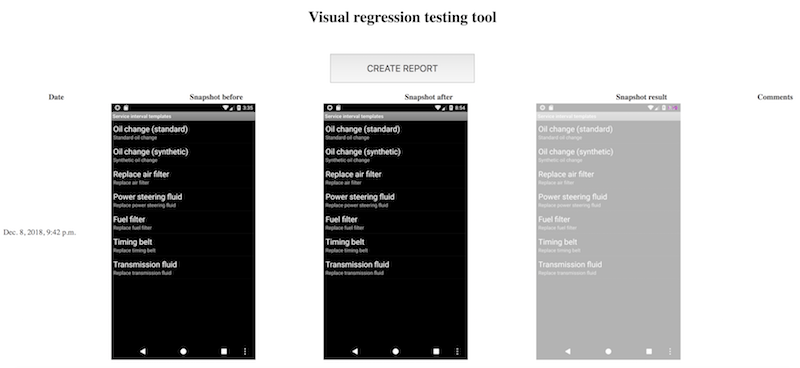 Visual regression testing tool
CREATE REPORT
Date Snapshot before Snapshot after Snapshot result Comments
Dec. 8, 2018, 9:42 p.m.
3:35
Service interval templates
Oil change (standard)
Standard oil change
Oil change (synthetic)
Synthetic oil change
Replace air filter
Replace air filter
Power steering fluid
Replace power steering fluid
Fuel filter
Replace fuel filter
Timing belt
Replace timing belt
Transmission fluid
Replace transmission fluid
8:54
Service interval templates
Oil change (standard)
Standard oil change
Oil change (synthetic)
Synthetic oil change
Replace air filter
Replace air filter
Power steering fluid
Replace power steering fluid
Fuel filter
Replace fuel filter
Timing belt
Replace timing belt
Transmission fluid
Replace transmission fluid
Service interval templates
Oil change (standard)
Standard oil change
Oil change (synthetic)
Synthetic oil change
Replace air filter
Replace air filter
Power steering fluid
Replace power steering fluid
Fuel filter
Replace fuel filter
Timing belt
Replace timing belt
Transmission fluid
Replace transmission fluid